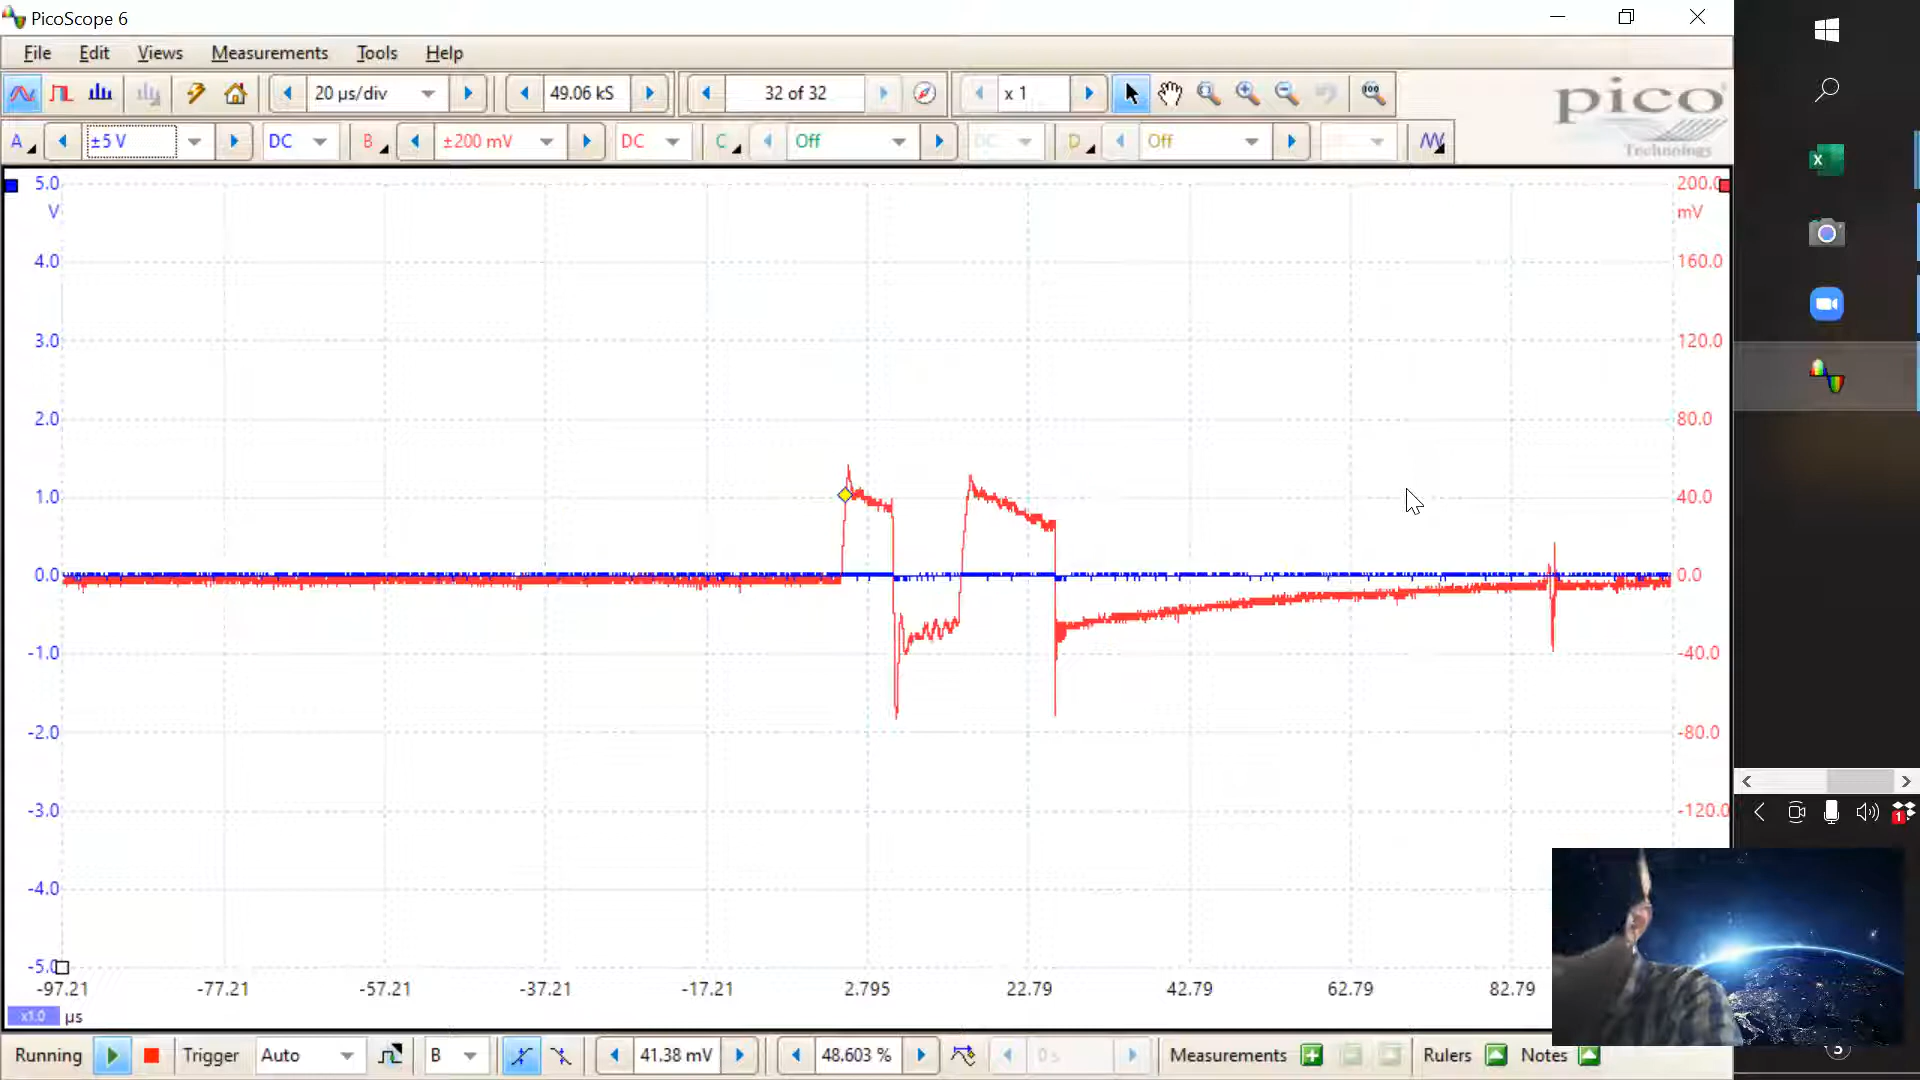 PicoScope 6
File Edit Views Measurements Tools Help
20 µs/div 49.06 kS 32 of 32 x 1
pico
Technology
A ±5 V DC B ±200 mV DC C Off DC D Off
5.0 200.0
V mV
4.0 160.0
3.0 120.0
2.0 80.0
1.0 40.0
0.0 0.0
-1.0 -40.0
-2.0 -80.0
-3.0 -120.0
-4.0
-5.0
-97.21 -77.21 -57.21 -37.21 -17.21 2.795 22.79 42.79 62.79 82.79
x1.0 µs
Running Trigger Auto B 41.38 mV 48.603 % 0 s Measurements Rulers Notes
X
1
3